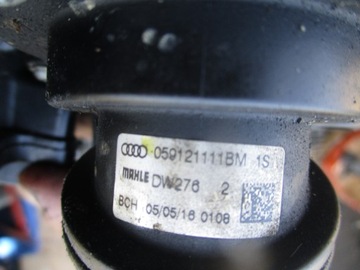 059121111BM 1S
MAHLE DW276 2
BCH 05/05/16 0108